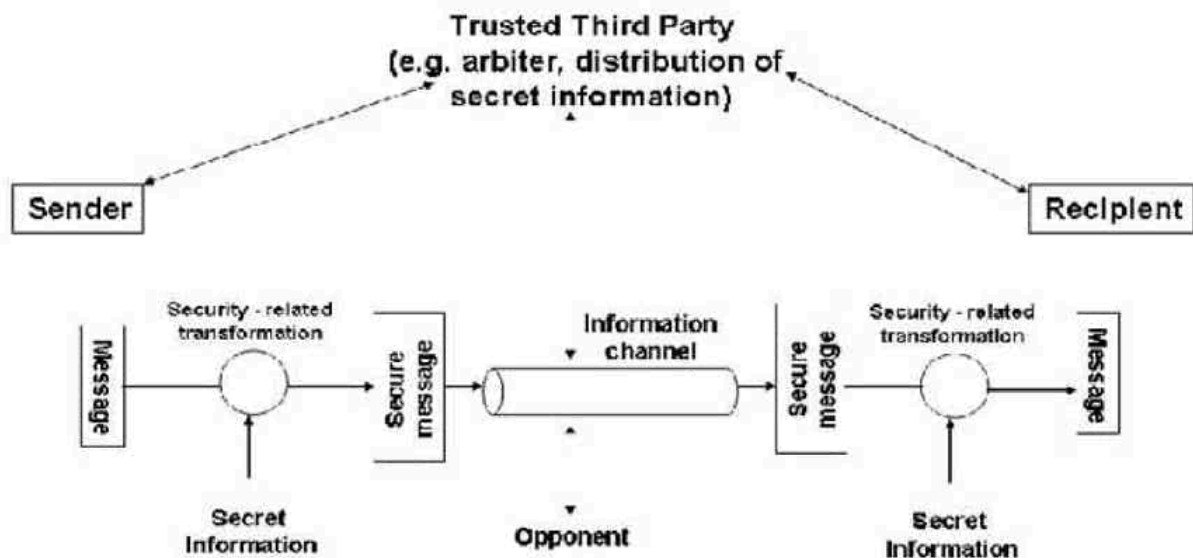 Trusted Third Party
(e.g. arbiter, distribution of
secret information)
Sender
Recipient
Security - related
transformation
Information
channel
Security - related
transformation
Message
Secure
message
Secure
message
Message
Secret
Information
Opponent
Secret
Information